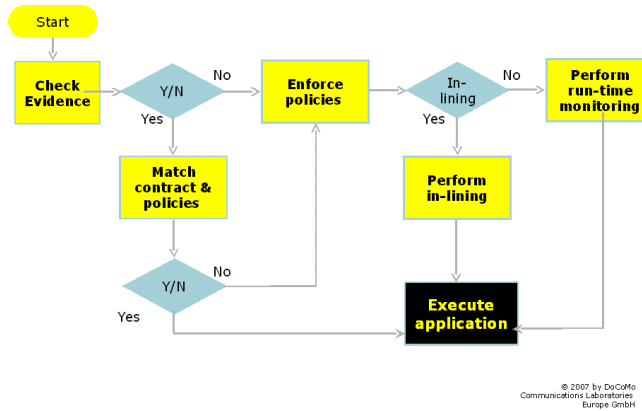 Start
Check
Evidence
Y/N
No
Yes
Enforce
policies
In-
lining
No
Yes
Perform
run-time
monitoring
Match
contract &
policies
Perform
in-lining
Y/N
No
Yes
Execute
application
© 2007 by DoCoMo
Communications Laboratories
Europe GmbH